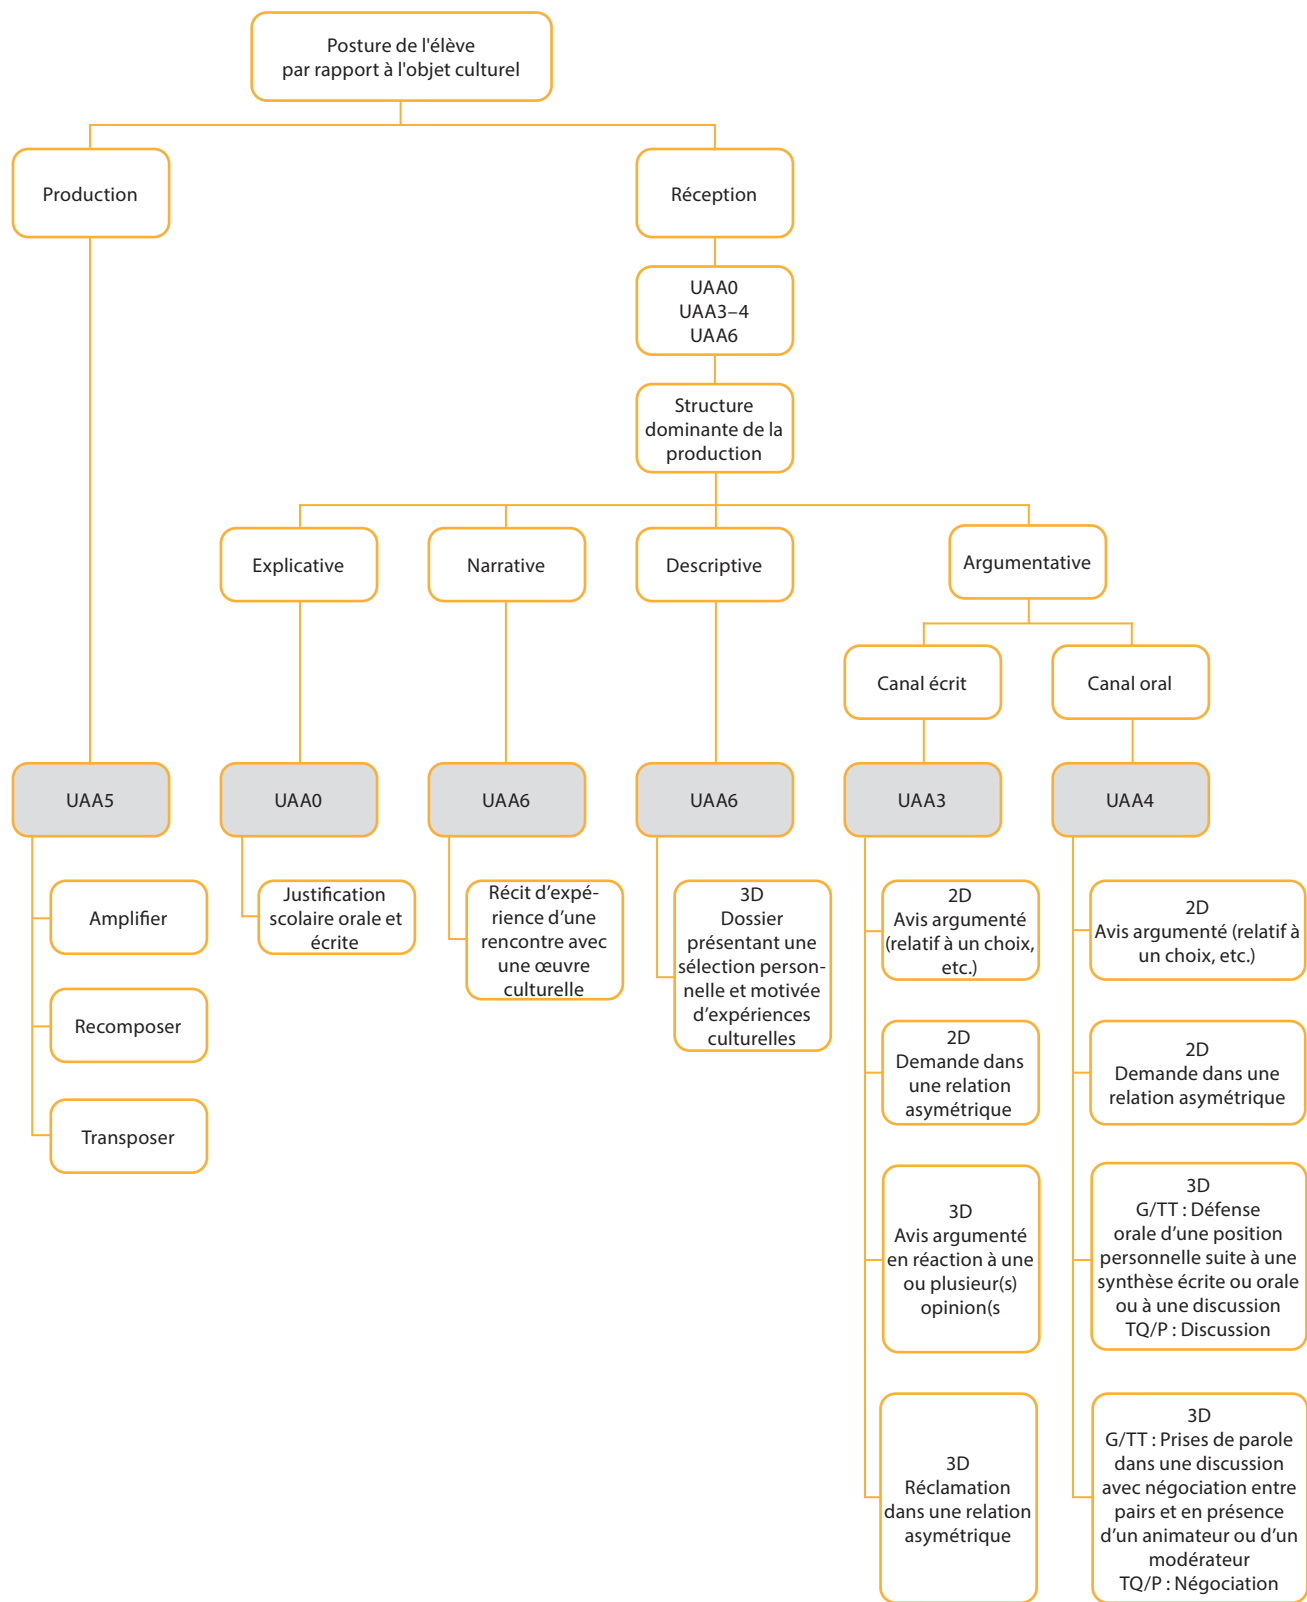 Posture de l'élève
par rapport à l'objet culturel
Production
Réception
UAA0
UAA3–4
UAA6
Structure
dominante de la
production
Explicative
Narrative
Descriptive
Argumentative
Canal écrit
Canal oral
UAA5
UAA0
UAA6
UAA6
UAA3
UAA4
Amplifier
Recomposer
Transposer
Justification
scolaire orale et
écrite
Récit d’expé-
rience d’une
rencontre avec
une œuvre
culturelle
3D
Dossier
présentant une
sélection person-
nelle et motivée
d’expériences
culturelles
2D
Avis argumenté
(relatif à un choix,
etc.)
2D
Demande dans
une relation
asymétrique
3D
Avis argumenté
en réaction à une
ou plusieur(s)
opinion(s
3D
Réclamation
dans une relation
asymétrique
2D
Avis argumenté (relatif à
un choix, etc.)
2D
Demande dans une
relation asymétrique
3D
G/TT : Défense
orale d’une position
personnelle suite à une
synthèse écrite ou orale
ou à une discussion
TQ/P : Discussion
3D
G/TT : Prises de parole
dans une discussion
avec négociation entre
pairs et en présence
d’un animateur ou d’un
modérateur
TQ/P : Négociation